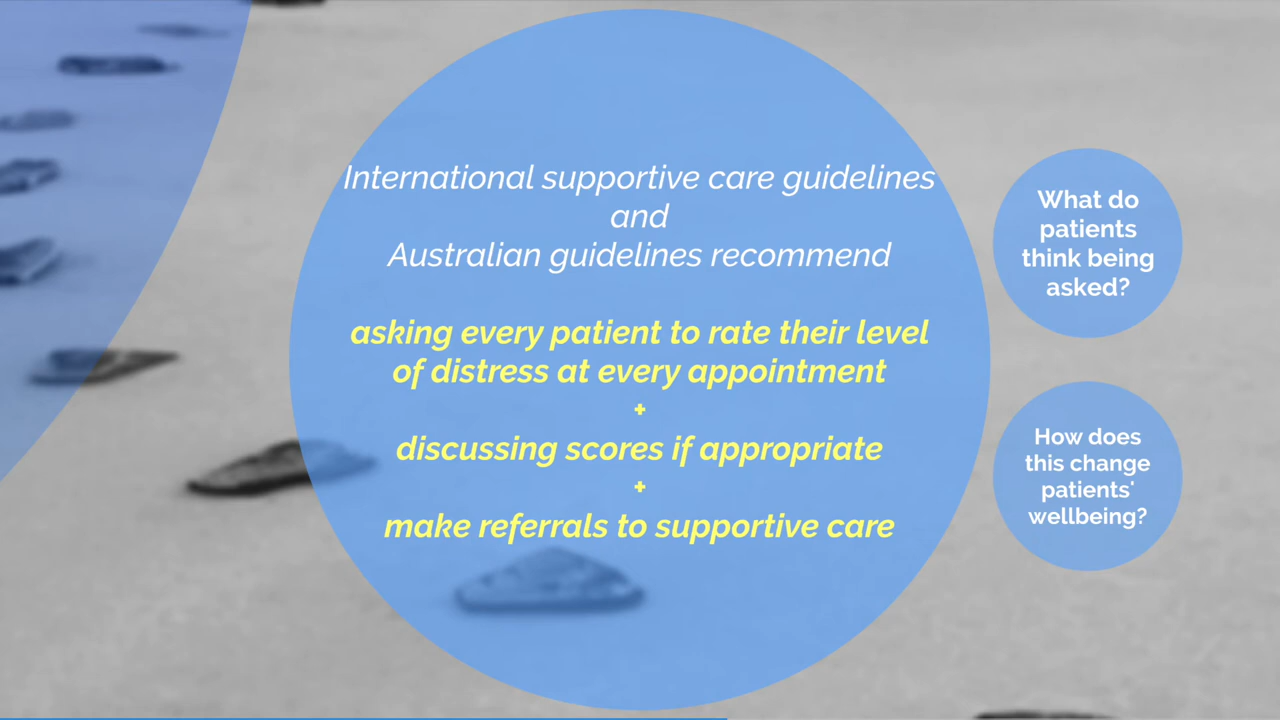 International supportive care guidelines
and
Australian guidelines recommend
asking every patient to rate their level
of distress at every appointment
+
discussing scores if appropriate
+
make referrals to supportive care
What do
patients
think being
asked?
How does
this change
patients'
wellbeing?